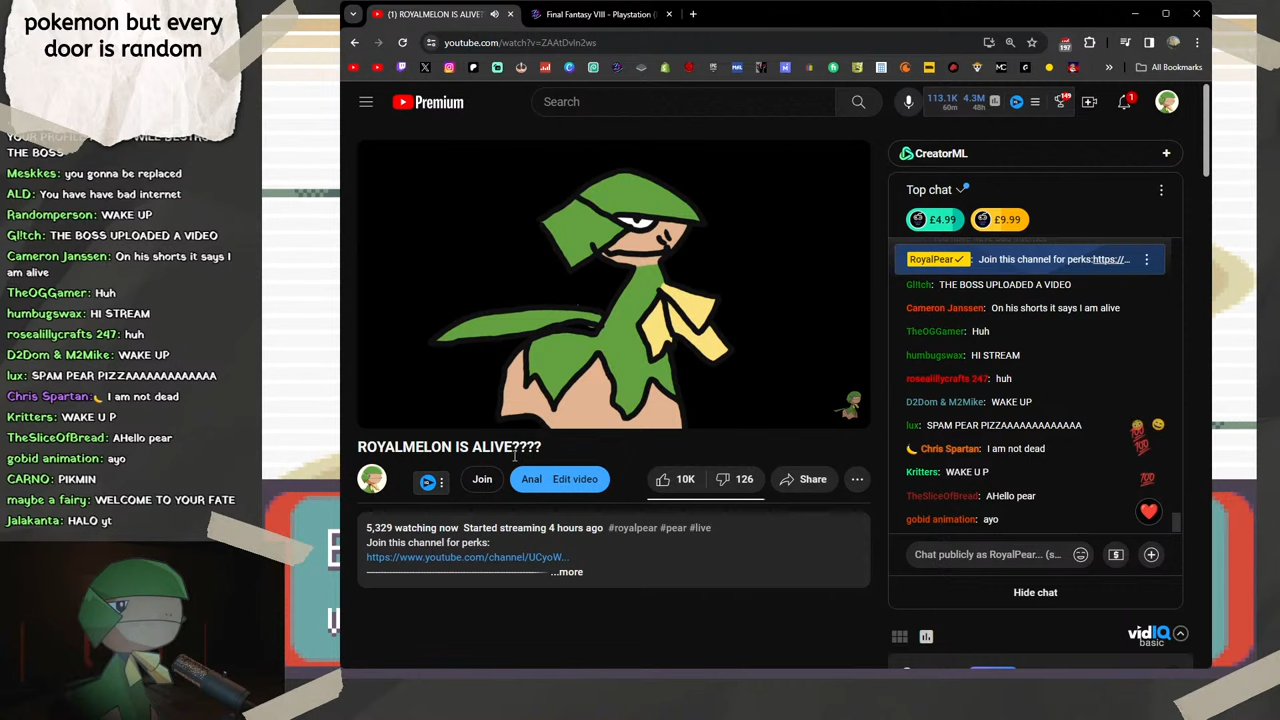 pokemon but every
door is random
THE BOSS
Meskkes: you gonna be replaced
ALD: You have have bad internet
Randomperson: WAKE UP
Gl!tch: THE BOSS UPLOADED A VIDEO
Cameron Janssen: On his shorts it says I
am alive
TheOGGamer: Huh
humbugswax: HI STREAM
rosealillycrafts 247: huh
D2Dom & M2Mike: WAKE UP
lux: SPAM PEAR PIZZAAAAAAAAAAAA
Chris Spartan: I am not dead
Kritters: WAKE U P
TheSliceOfBread: AHello pear
gobid animation: ayo
CARNO: PIKMIN
maybe a fairy: WELCOME TO YOUR FATE
Jalakanta: HALO yt
(1) ROYALMELON IS ALIVE?
Final Fantasy VIII - Playstation (
youtube.com/watch?v=ZAAtDvIn2ws
197
All Bookmarks
Premium
Search
113.1K 4.3M
60m 48h
149
1
ROYALMELON IS ALIVE????
Join
Anal Edit video
10K
126
Share
5,329 watching now Started streaming 4 hours ago #royalpear #pear #live
Join this channel for perks:
https://www.youtube.com/channel/UCyoW...
...more
CreatorML
Top chat
£4.99
£9.99
RoyalPear : Join this channel for perks:https://...
Gl!tch: THE BOSS UPLOADED A VIDEO
Cameron Janssen: On his shorts it says I am alive
TheOGGamer: Huh
humbugswax: HI STREAM
rosealillycrafts 247: huh
D2Dom & M2Mike: WAKE UP
lux: SPAM PEAR PIZZAAAAAAAAAAAA
Chris Spartan: I am not dead
Kritters: WAKE U P
TheSliceOfBread: AHello pear
gobid animation: ayo
Chat publicly as RoyalPear... (s...
Hide chat
vidIQ
basic